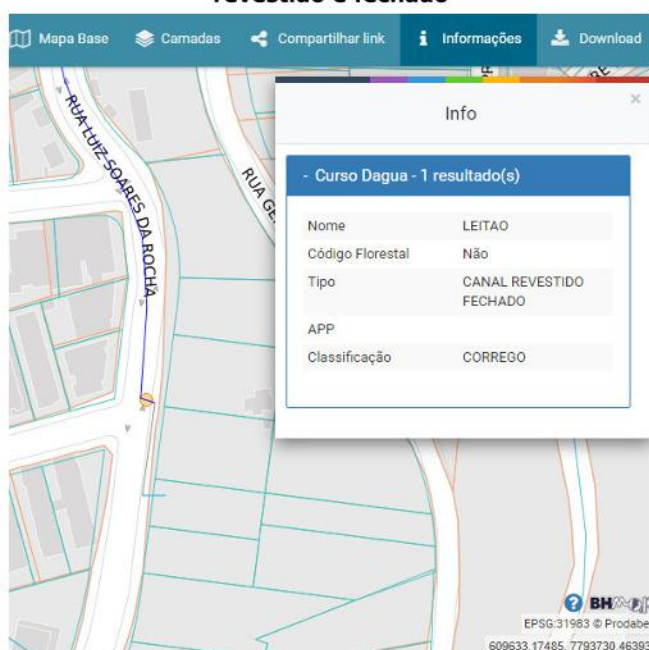 revestido e fechado
Mapa Base Camadas Compartilhar link Informações Download
Info ×
- Curso Dagua - 1 resultado(s)
Nome LEITAO
Código Florestal Não
Tipo CANAL REVESTIDO
FECHADO
APP
Classificação CORREGO
RUA LUIZ SOARES DA ROCHA
RUA
BH
EPSG:31983 © Prodabe
609633.17485, 7793730.46393